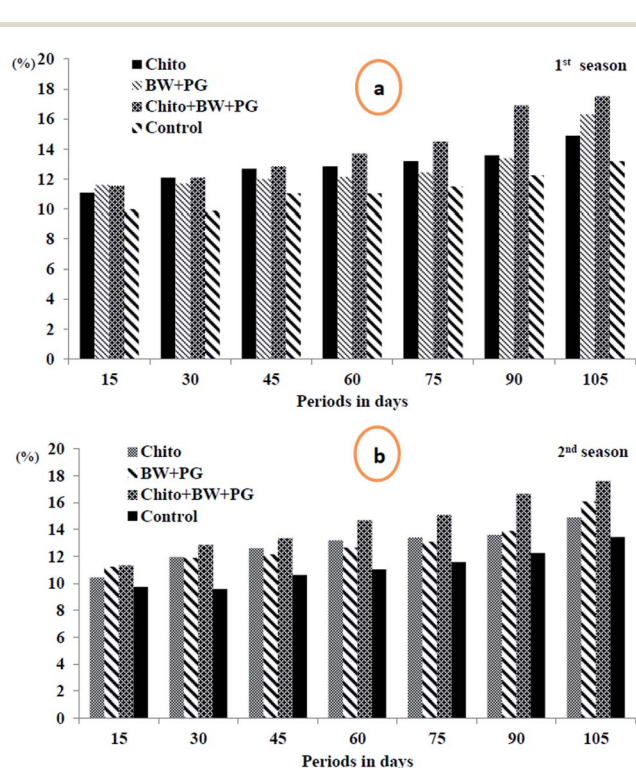 (%) 20
18
16
14
12
10
8
6
4
2
0
Chito
BW+PG
Chito+BW+PG
Control
a
1st season
15 30 45 60 75 90 105
Periods in days
(%) 20
18
16
14
12
10
8
6
4
2
0
Chito
BW+PG
Chito+BW+PG
Control
b
2nd season
15 30 45 60 75 90 105
Periods in days